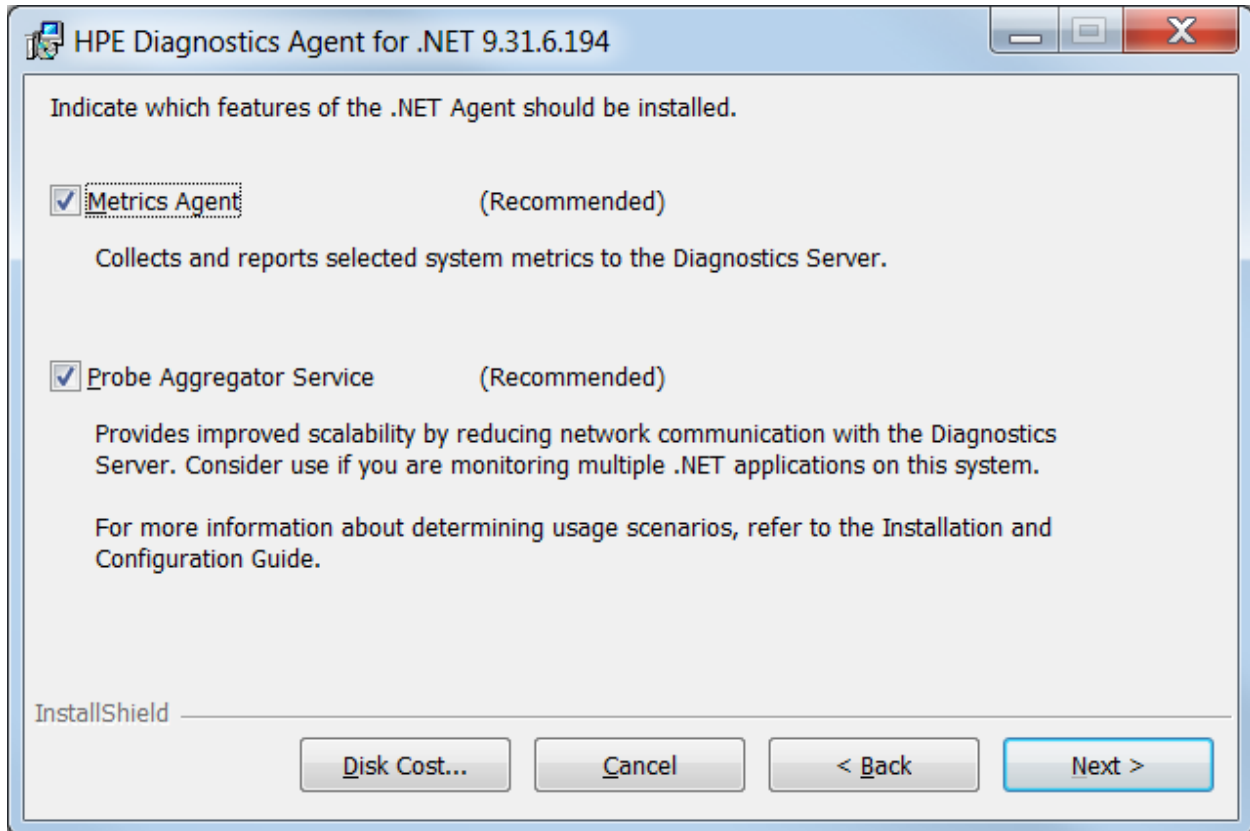 HPE Diagnostics Agent for .NET 9.31.6.194
Indicate which features of the .NET Agent should be installed.
Metrics Agent (Recommended)
Collects and reports selected system metrics to the Diagnostics Server.
Probe Aggregator Service (Recommended)
Provides improved scalability by reducing network communication with the Diagnostics
Server. Consider use if you are monitoring multiple .NET applications on this system.
For more information about determining usage scenarios, refer to the Installation and
Configuration Guide.
InstallShield
Disk Cost... Cancel < Back Next >